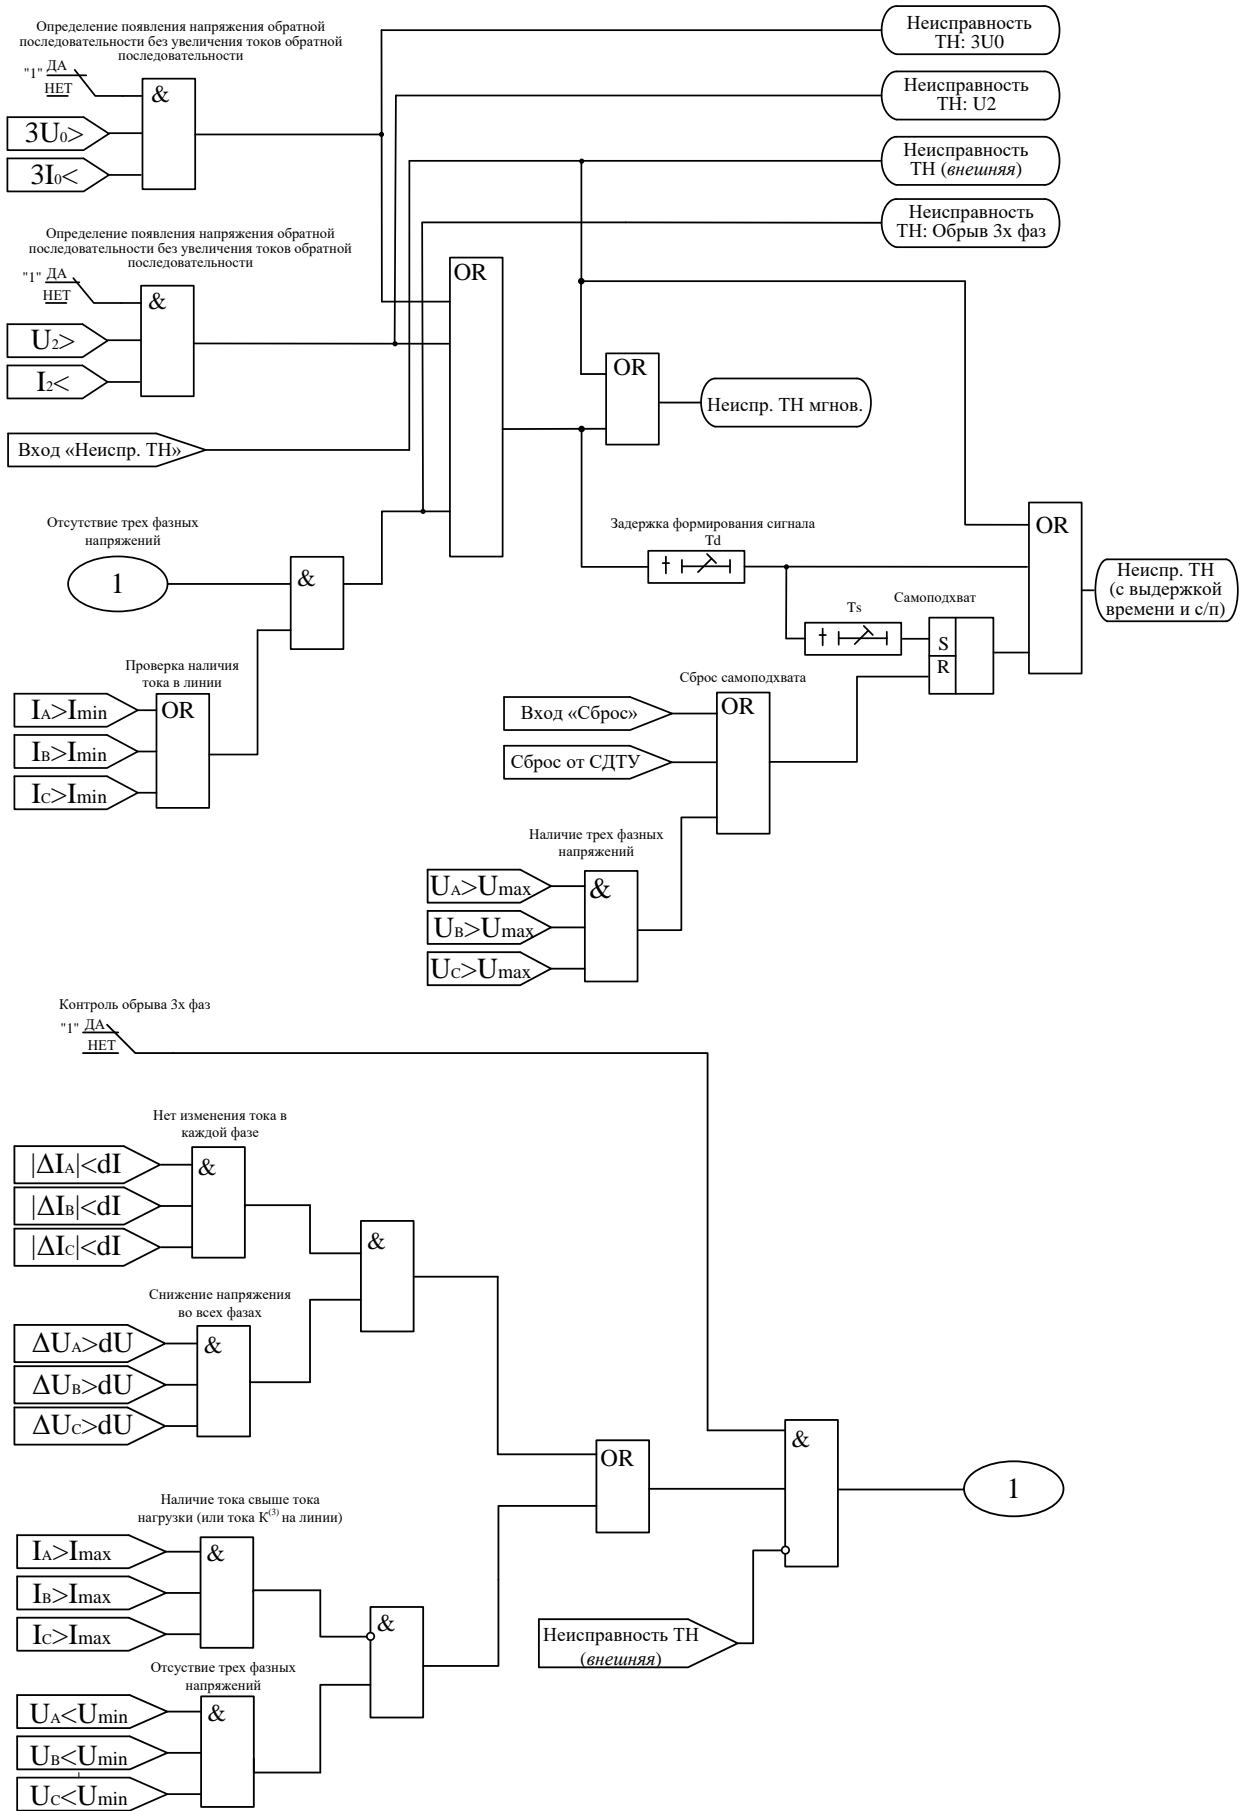 Определение появления напряжения обратной
последовательности без увеличения токов обратной
последовательности
"1" ДА
НЕТ
&
3U0>
3I0<
Неисправность
ТН: 3U0
Неисправность
ТН: U2
Неисправность
ТН (внешняя)
Неисправность
ТН: Обрыв 3х фаз
Определение появления напряжения обратной
последовательности без увеличения токов обратной
последовательности
"1" ДА
НЕТ
&
U2>
I2<
OR
OR
Неиспр. ТН мгнов.
Вход «Неиспр. ТН»
Отсутствие трех фазных
напряжений
1
&
Задержка формирования сигнала
Td
OR
Неиспр. ТН
(с выдержкой
времени и с/п)
Ts
Самоподхват
S
R
Проверка наличия
тока в линии
IA>Imin
IB>Imin
IC>Imin
OR
Сброс самоподхвата
Вход «Сброс»
Сброс от СДТУ
OR
Наличие трех фазных
напряжений
UA>Umax
UB>Umax
UC>Umax
&
Контроль обрыва 3х фаз
"1" ДА
НЕТ
Нет изменения тока в
каждой фазе
|ΔIA|<dI
|ΔIB|<dI
|ΔIC|<dI
&
&
Снижение напряжения
во всех фазах
ΔUA>dU
ΔUB>dU
ΔUC>dU
&
OR
&
1
Наличие тока свыше тока
нагрузки (или тока К(3) на линии)
IA>Imax
IB>Imax
IC>Imax
&
&
Неисправность ТН
(внешняя)
Отсуствие трех фазных
напряжений
UA<Umin
UB<Umin
UC<Umin
&